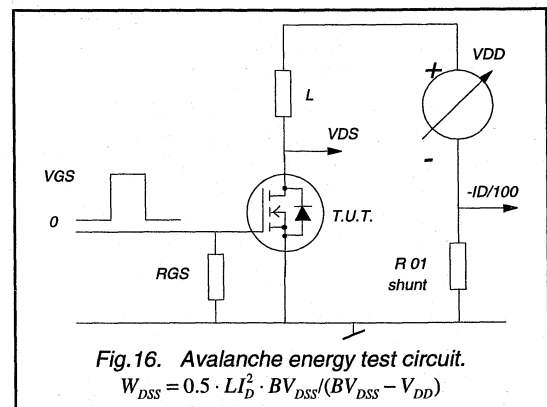 VDD
+
L
VDS
-
VGS
-ID/100
0
T.U.T.
RGS
R 01
shunt
Fig.16. Avalanche energy test circuit.
W_DSS = 0.5 · LI_D^2 · BV_DSS/(BV_DSS − V_DD)